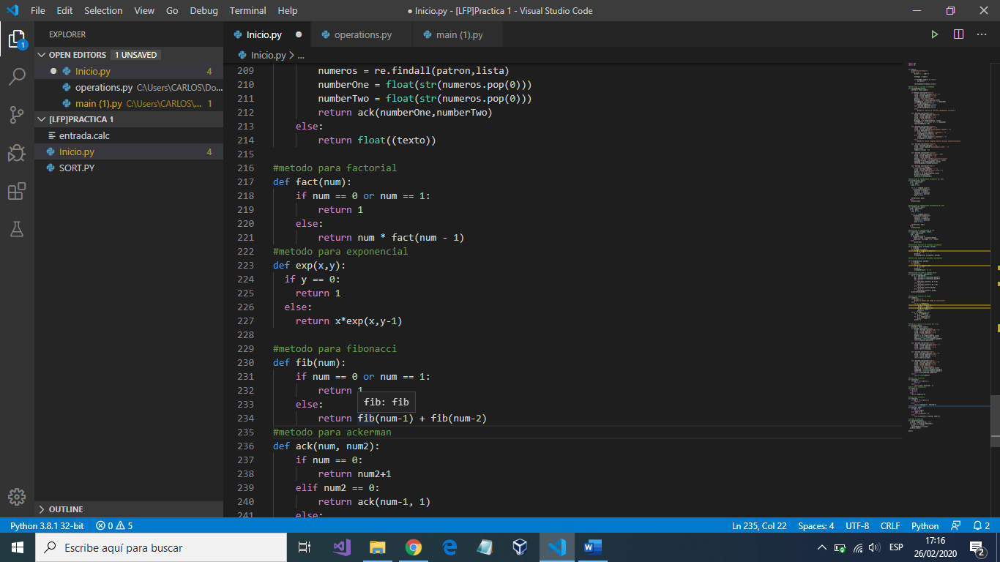 File Edit Selection View Go Debug Terminal Help
● Inicio.py - [LFP]Practica 1 - Visual Studio Code
1
EXPLORER
OPEN EDITORS 1 UNSAVED
Inicio.py 4
operations.py C:\Users\CARLOS\Do...
main (1).py C:\Users\CARLOS\... 1
[LFP]PRACTICA 1
entrada.calc
Inicio.py 4
SORT.PY
OUTLINE
Inicio.py ● operations.py main (1).py
Inicio.py > ...
209 numeros = re.findall(patron,lista)
210 numberOne = float(str(numeros.pop(0)))
211 numberTwo = float(str(numeros.pop(0)))
212 return ack(numberOne,numberTwo)
213 else:
214 return float((texto))
215
216 #metodo para factorial
217 def fact(num):
218 if num == 0 or num == 1:
219 return 1
220 else:
221 return num * fact(num - 1)
222 #metodo para exponencial
223 def exp(x,y):
224 if y == 0:
225 return 1
226 else:
227 return x*exp(x,y-1)
228
229 #metodo para fibonacci
230 def fib(num):
231 if num == 0 or num == 1:
232 return 1
fib: fib
233 else:
234 return fib(num-1) + fib(num-2)
235 #metodo para ackerman
236 def ack(num, num2):
237 if num == 0:
238 return num2+1
239 elif num2 == 0:
240 return ack(num-1, 1)
241 else:
Python 3.8.1 32-bit 0 5 Ln 235, Col 22 Spaces: 4 UTF-8 CRLF Python 2
Escribe aquí para buscar
ESP
17:16
26/02/2020
2